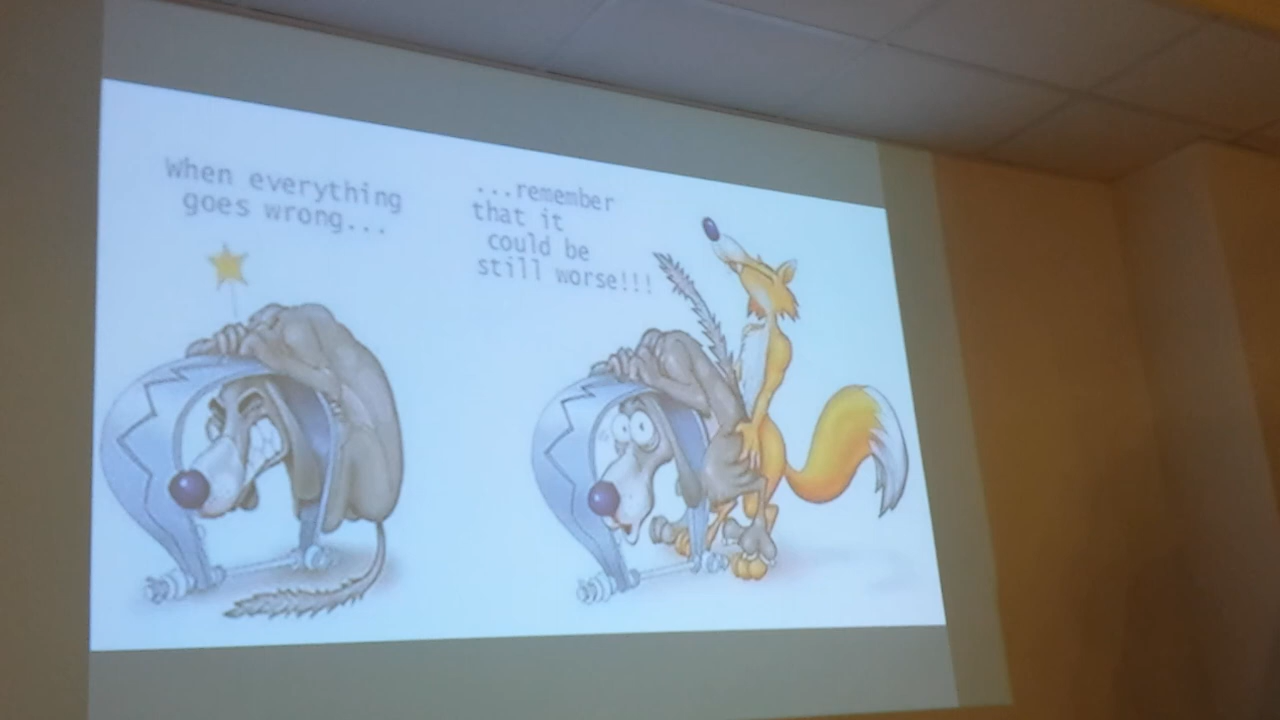 When everything
goes wrong...
...remember
that it
could be
still worse!!!